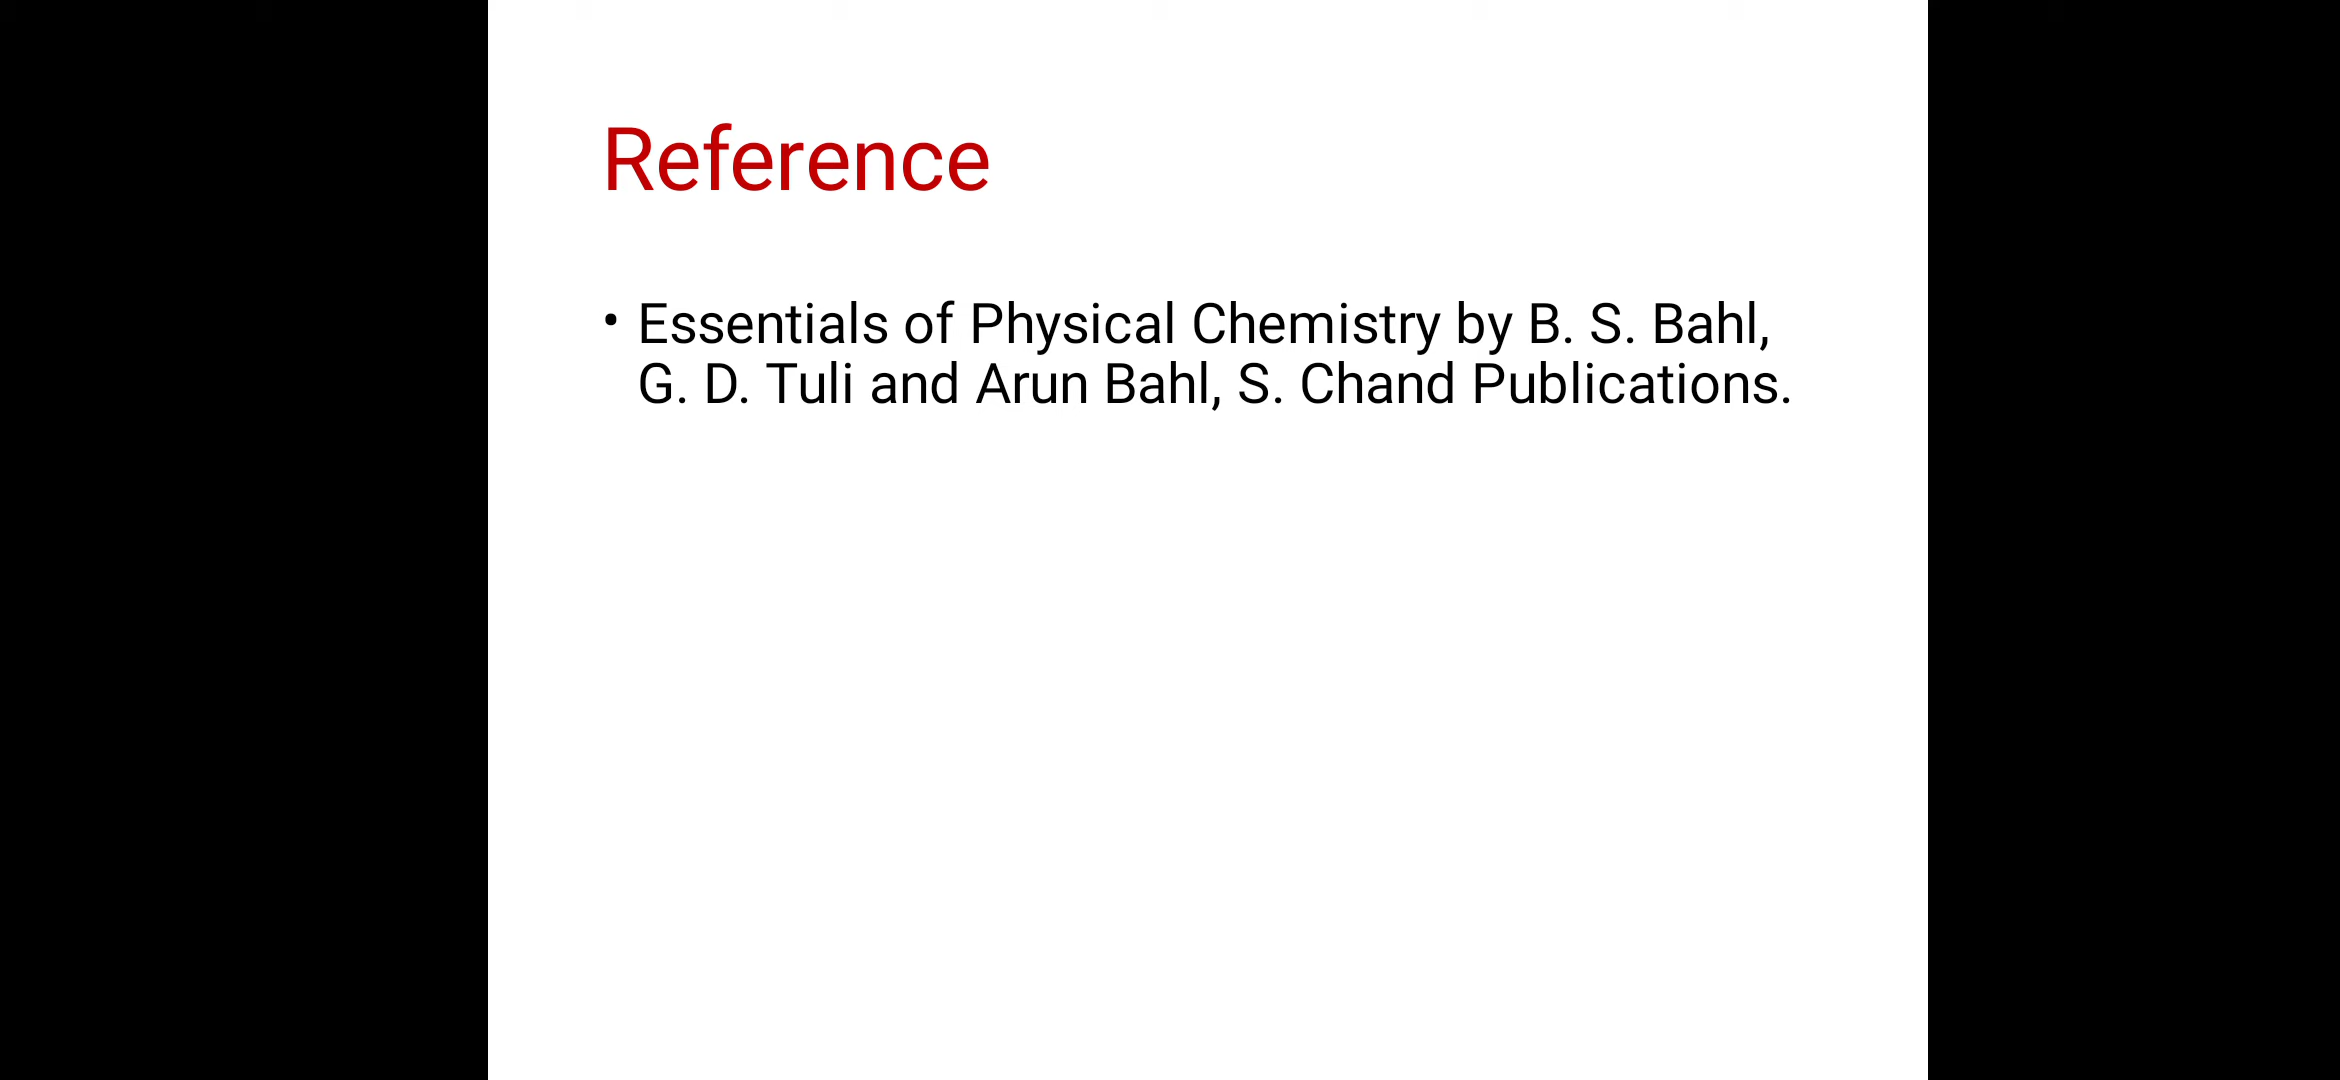 Reference
• Essentials of Physical Chemistry by B. S. Bahl,
G. D. Tuli and Arun Bahl, S. Chand Publications.